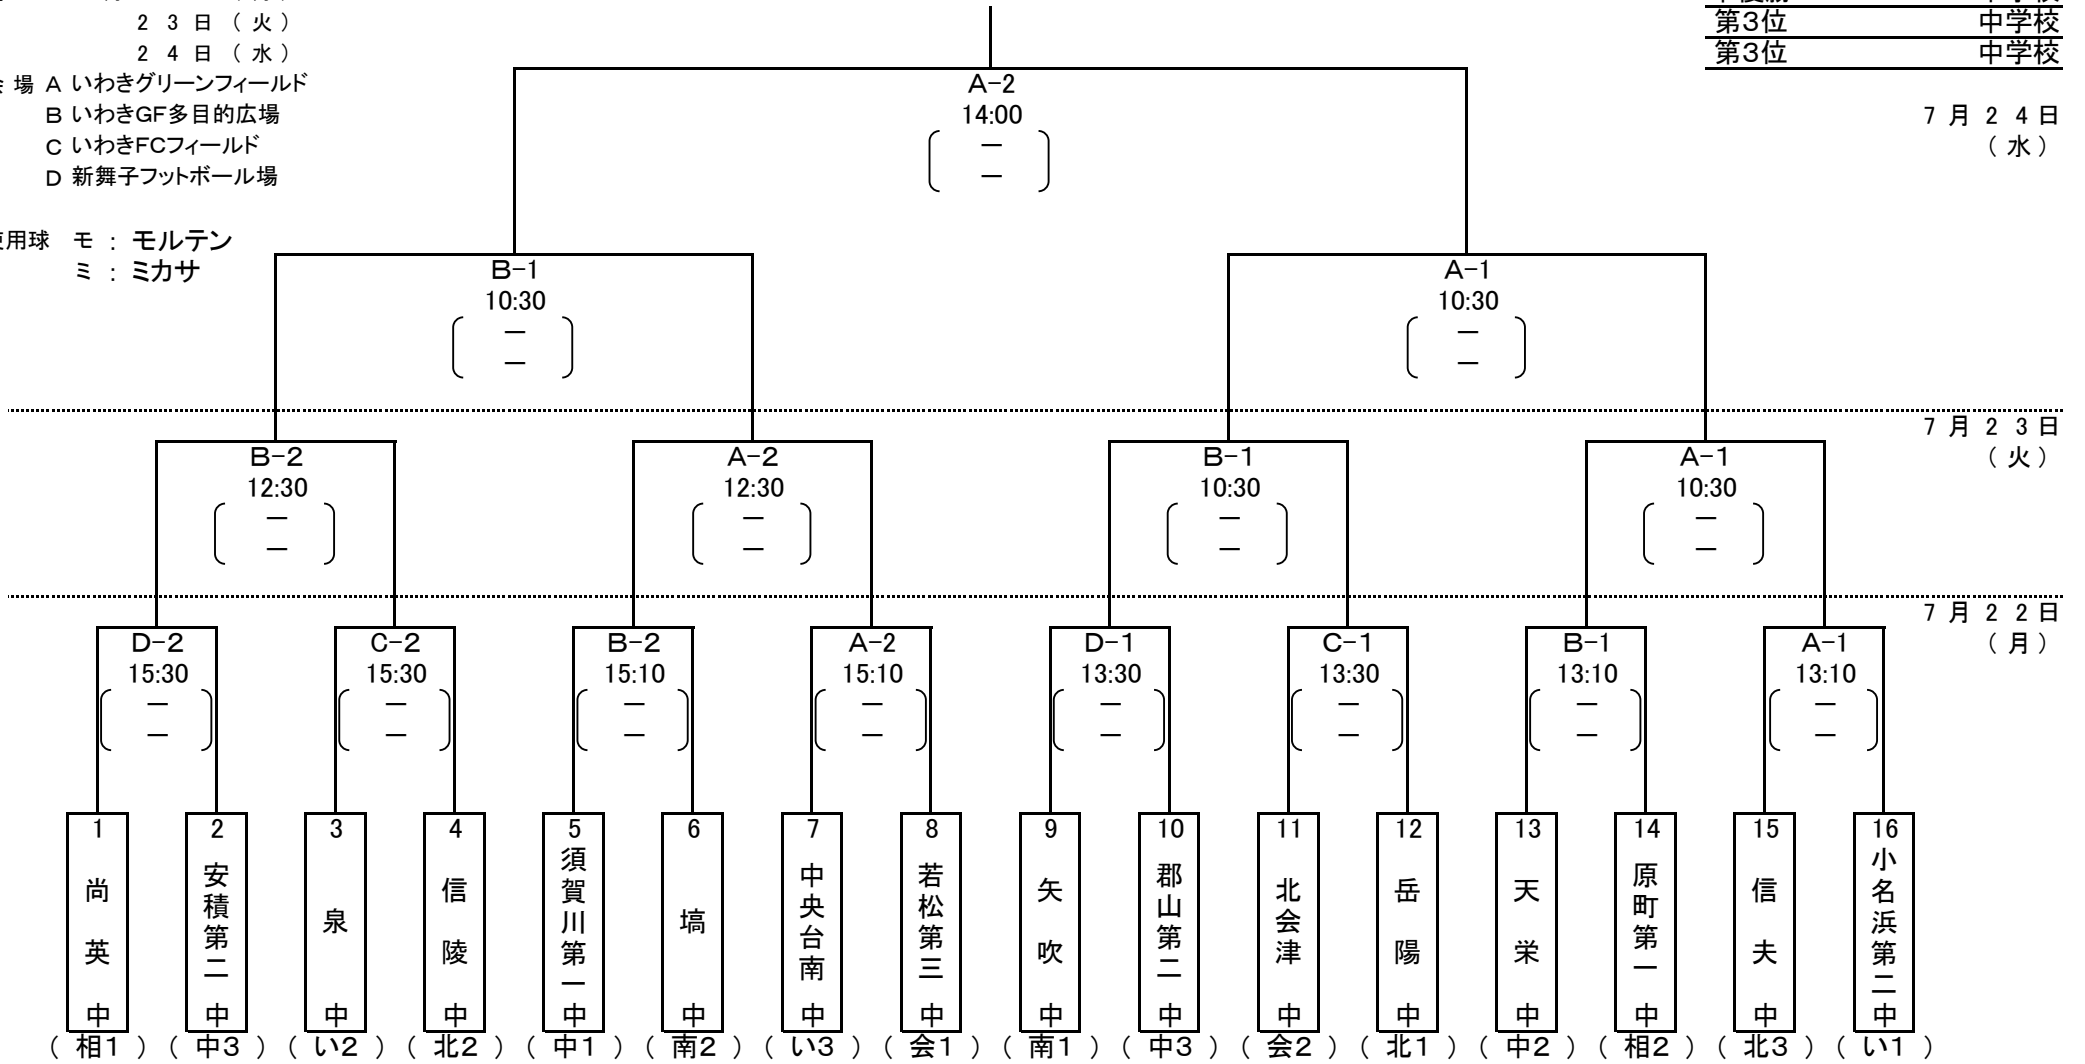 ２３日（火）
２４日（水）
場 A いわきグリーンフィールド
B いわきGF多目的広場
C いわきFCフィールド
D 新舞子フットボール場
用球 モ ： モルテン
ミ ： ミカサ
第3位 中学校
第3位 中学校
A-2
14:00
７月２４日
（水）
B-1
10:30
A-1
10:30
７月２３日
（火）
B-2
12:30
A-2
12:30
B-1
10:30
A-1
10:30
７月２２日
（月）
D-2
15:30
C-2
15:30
B-2
15:10
A-2
15:10
D-1
13:30
C-1
13:30
B-1
13:10
A-1
13:10
1 尚英中 （相1）
2 安積第二中 （中3）
3 泉中 （い2）
4 信陵中 （北2）
5 須賀川第一中 （中1）
6 塙中 （南2）
7 中央台南中 （い3）
8 若松第三中 （会1）
9 矢吹中 （南1）
10 郡山第二中 （中3）
11 北会津中 （会2）
12 岳陽中 （北1）
13 天栄中 （中2）
14 原町第一中 （相2）
15 信夫中 （北3）
16 小名浜第二中 （い1）